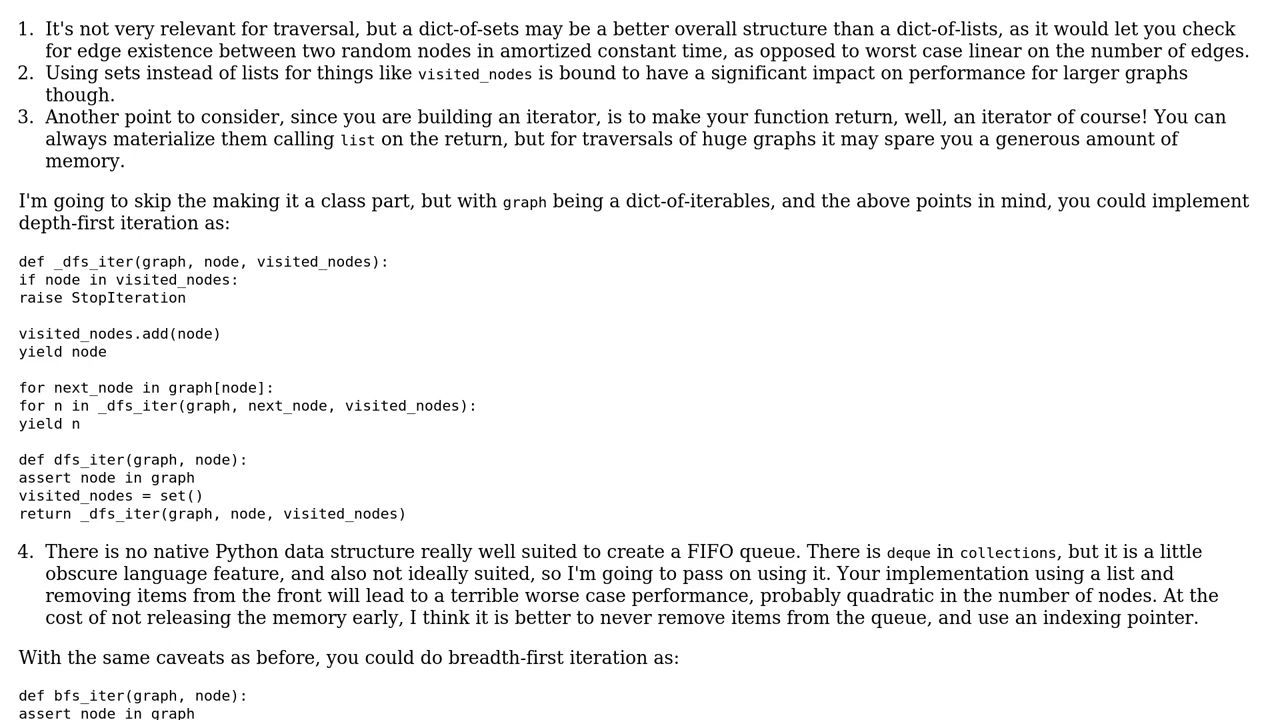 1. It's not very relevant for traversal, but a dict-of-sets may be a better overall structure than a dict-of-lists, as it would let you check
for edge existence between two random nodes in amortized constant time, as opposed to worst case linear on the number of edges.
2. Using sets instead of lists for things like visited_nodes is bound to have a significant impact on performance for larger graphs
though.
3. Another point to consider, since you are building an iterator, is to make your function return, well, an iterator of course! You can
always materialize them calling list on the return, but for traversals of huge graphs it may spare you a generous amount of
memory.
I'm going to skip the making it a class part, but with graph being a dict-of-iterables, and the above points in mind, you could implement
depth-first iteration as:
def _dfs_iter(graph, node, visited_nodes):
if node in visited_nodes:
raise StopIteration
visited_nodes.add(node)
yield node
for next_node in graph[node]:
for n in _dfs_iter(graph, next_node, visited_nodes):
yield n
def dfs_iter(graph, node):
assert node in graph
visited_nodes = set()
return _dfs_iter(graph, node, visited_nodes)
4. There is no native Python data structure really well suited to create a FIFO queue. There is deque in collections, but it is a little
obscure language feature, and also not ideally suited, so I'm going to pass on using it. Your implementation using a list and
removing items from the front will lead to a terrible worse case performance, probably quadratic in the number of nodes. At the
cost of not releasing the memory early, I think it is better to never remove items from the queue, and use an indexing pointer.
With the same caveats as before, you could do breadth-first iteration as:
def bfs_iter(graph, node):
assert node in graph